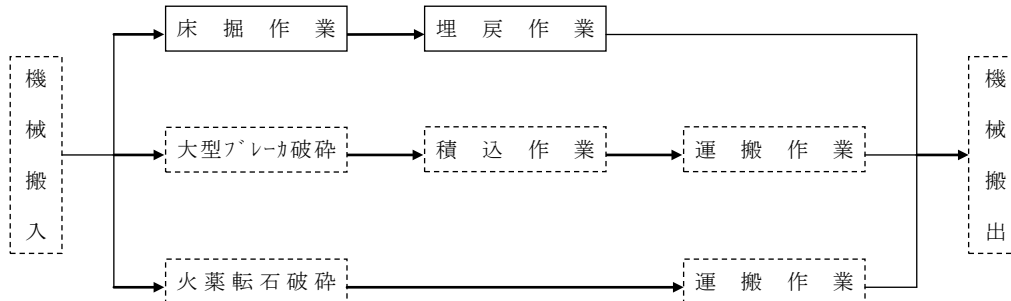 機械搬入
床掘作業
埋戻作業
大型ﾌﾞﾚｰｶ破砕
積込作業
運搬作業
火薬転石破砕
運搬作業
機械搬出